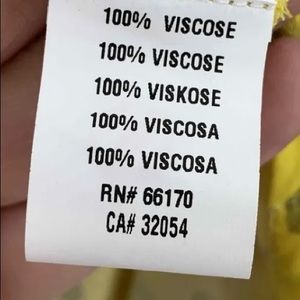 100% VISCOSE
100% VISCOSE
100% VISKOSE
100% VISCOSA
100% VISCOSA
RN# 66170
CA# 32054